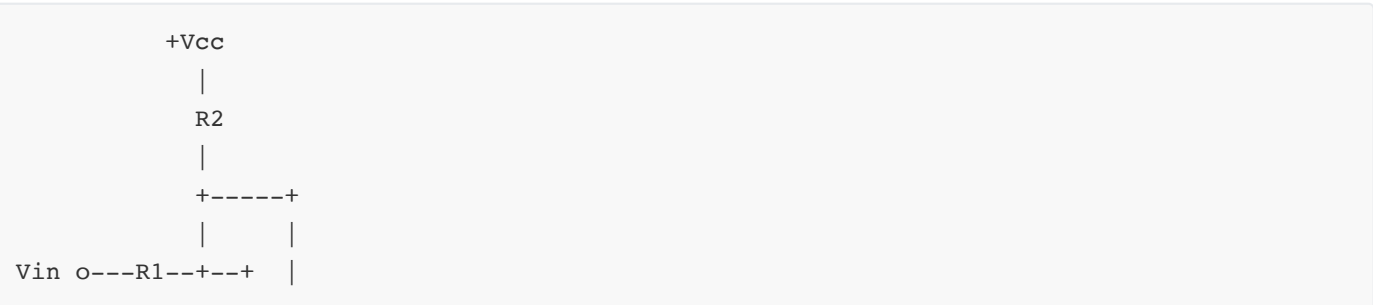 +Vcc
            |
            R2
            |
            +-----+
            |     |
Vin o---R1--+--+  |